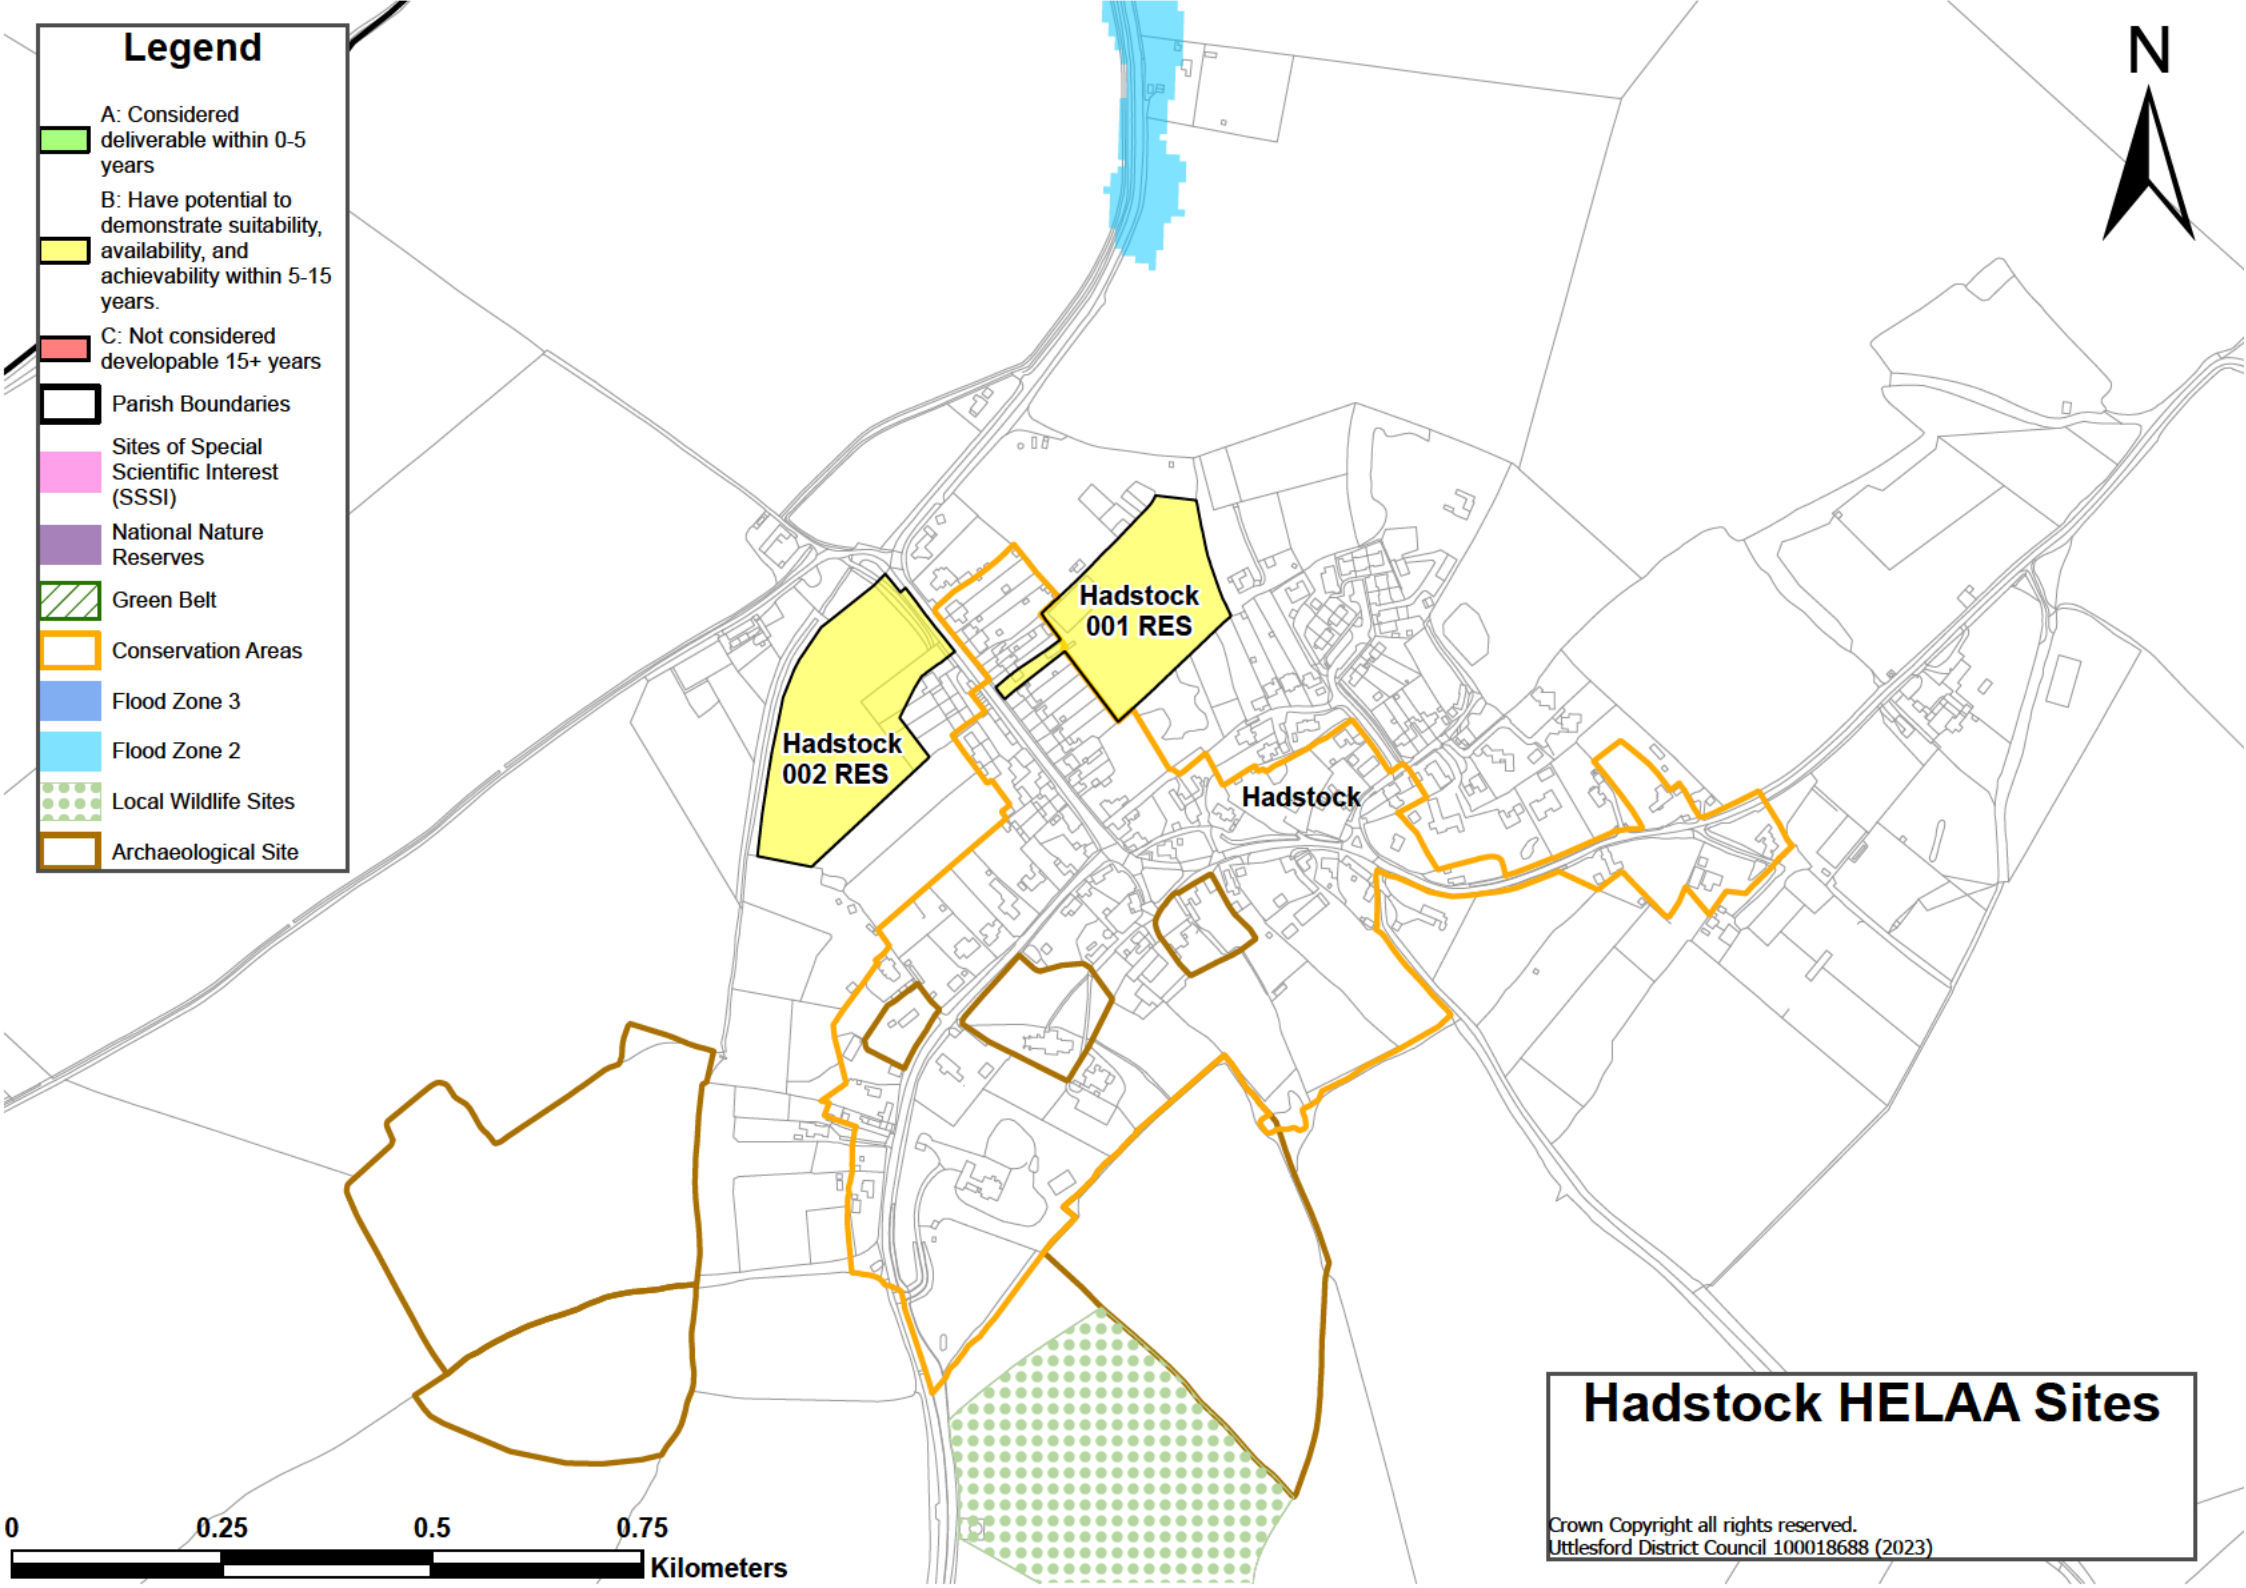 Legend
A: Considered
deliverable within 0-5
years
B: Have potential to
demonstrate suitability,
availability, and
achievability within 5-15
years.
C: Not considered
developable 15+ years
Parish Boundaries
Sites of Special
Scientific Interest
(SSSI)
National Nature
Reserves
Green Belt
Conservation Areas
Flood Zone 3
Flood Zone 2
Local Wildlife Sites
Archaeological Site
N
Hadstock
001 RES
Hadstock
002 RES
Hadstock
0 0.25 0.5 0.75
Kilometers
Hadstock HELAA Sites
Crown Copyright all rights reserved.
Uttlesford District Council 100018688 (2023)